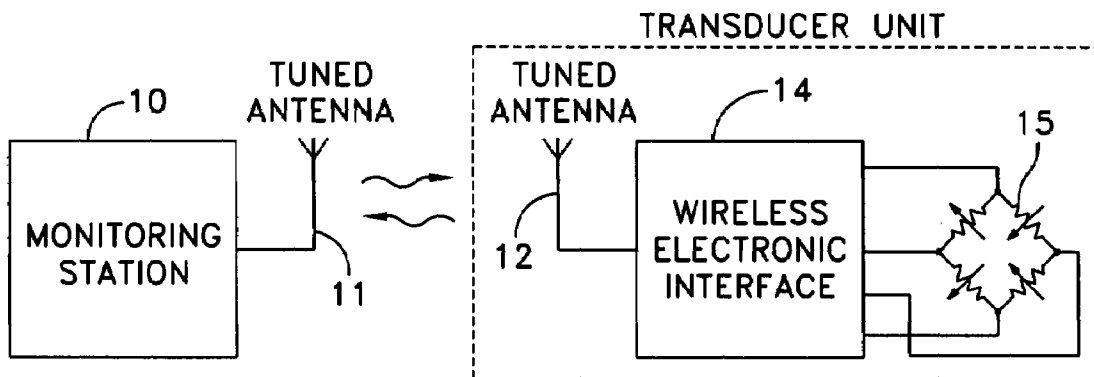 TRANSDUCER UNIT
10
TUNED
ANTENNA
TUNED
ANTENNA
14
15
MONITORING
STATION
11
12
WIRELESS
ELECTRONIC
INTERFACE